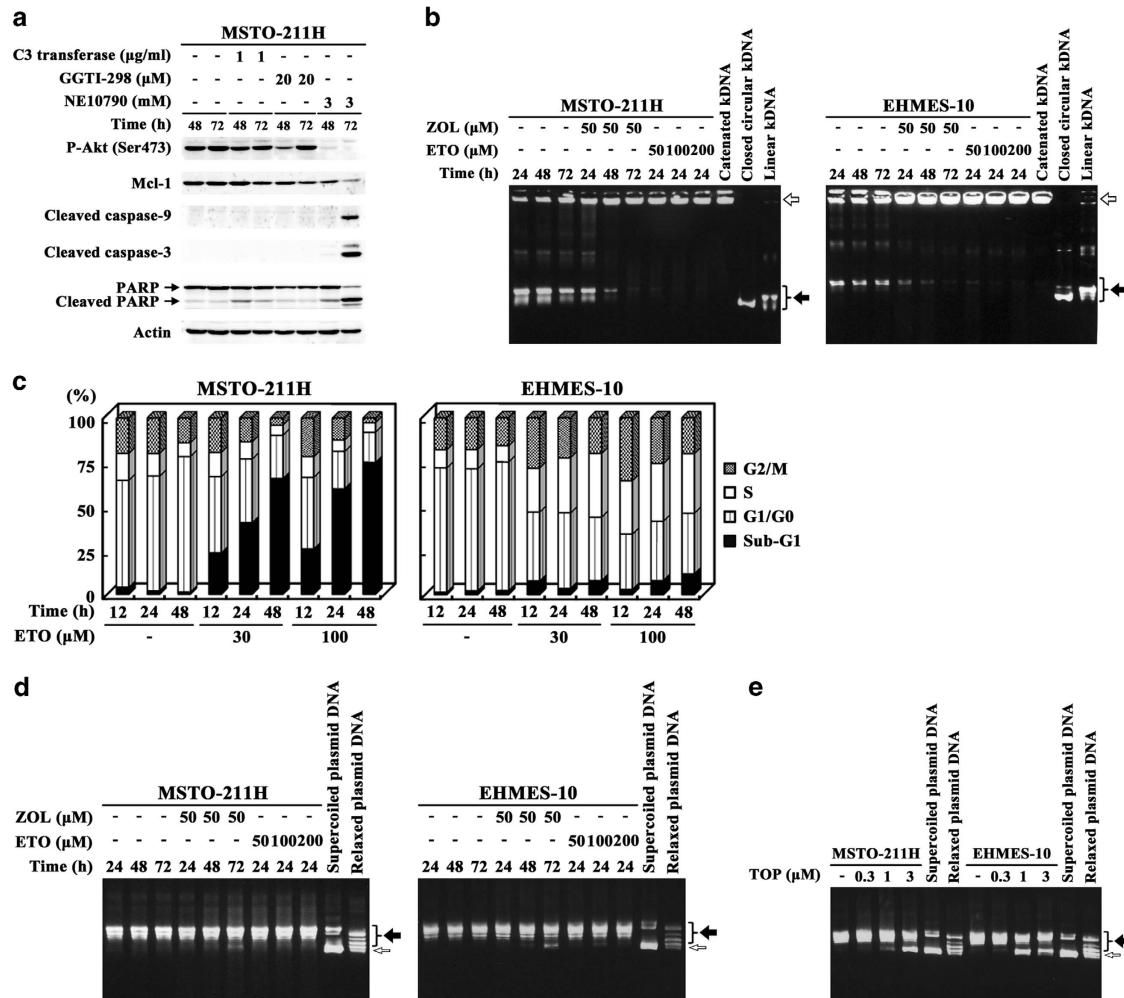 a
MSTO-211H
C3 transferase (µg/ml) - - 1 1 - - - -
GGTI-298 (µM) - - - - 20 20 - -
NE10790 (mM) - - - - - - 3 3
Time (h) 48 72 48 72 48 72 48 72
P-Akt (Ser473)
Mcl-1
Cleaved caspase-9
Cleaved caspase-3
PARP
Cleaved PARP
Actin
b
MSTO-211H
ZOL (µM) - - - 50 50 50 - - -
ETO (µM) - - - - - - 50 100 200
Time (h) 24 48 72 24 48 72 24 24 24
Catenated kDNA
Closed circular kDNA
Linear kDNA
EHMES-10
- - - 50 50 50 - - -
- - - - - - 50 100 200
24 48 72 24 48 72 24 24 24
Catenated kDNA
Closed circular kDNA
Linear kDNA
c
MSTO-211H
(%)
100
75
50
25
0
Time (h) 12 24 48 12 24 48 12 24 48
ETO (µM) - 30 100
EHMES-10
12 24 48 12 24 48 12 24 48
- 30 100
G2/M
S
G1/G0
Sub-G1
d
MSTO-211H
ZOL (µM) - - - 50 50 50 - - -
ETO (µM) - - - - - - 50 100 200
Time (h) 24 48 72 24 48 72 24 24 24
Supercoiled plasmid DNA
Relaxed plasmid DNA
EHMES-10
- - - 50 50 50 - - -
- - - - - - 50 100 200
24 48 72 24 48 72 24 24 24
Supercoiled plasmid DNA
Relaxed plasmid DNA
e
MSTO-211H
TOP (µM) - 0.3 1 3
Supercoiled plasmid DNA
Relaxed plasmid DNA
EHMES-10
- 0.3 1 3
Supercoiled plasmid DNA
Relaxed plasmid DNA